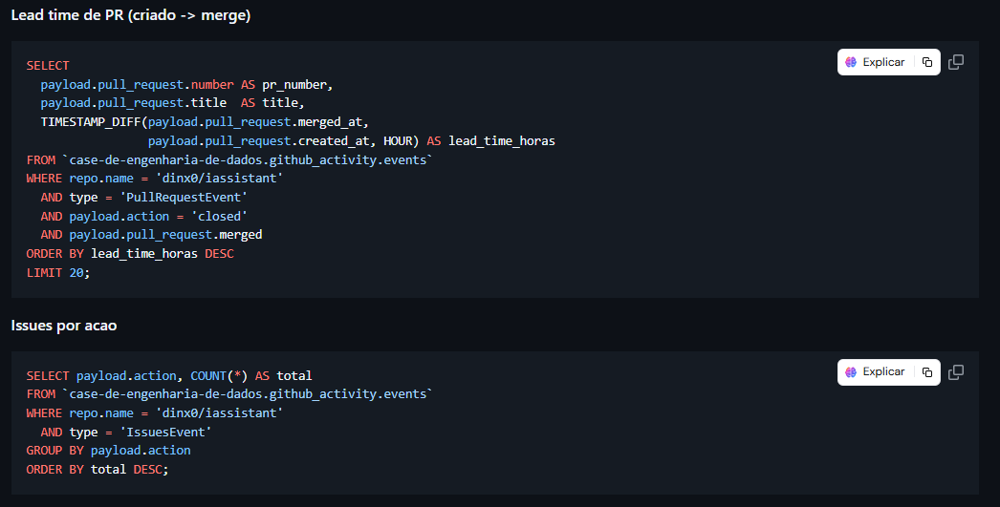 Lead time de PR (criado -> merge)
Explicar
SELECT
  payload.pull_request.number AS pr_number,
  payload.pull_request.title  AS title,
  TIMESTAMP_DIFF(payload.pull_request.merged_at,
                 payload.pull_request.created_at, HOUR) AS lead_time_horas
FROM `case-de-engenharia-de-dados.github_activity.events`
WHERE repo.name = 'dinx0/iassistant'
  AND type = 'PullRequestEvent'
  AND payload.action = 'closed'
  AND payload.pull_request.merged
ORDER BY lead_time_horas DESC
LIMIT 20;
Issues por acao
Explicar
SELECT payload.action, COUNT(*) AS total
FROM `case-de-engenharia-de-dados.github_activity.events`
WHERE repo.name = 'dinx0/iassistant'
  AND type = 'IssuesEvent'
GROUP BY payload.action
ORDER BY total DESC;